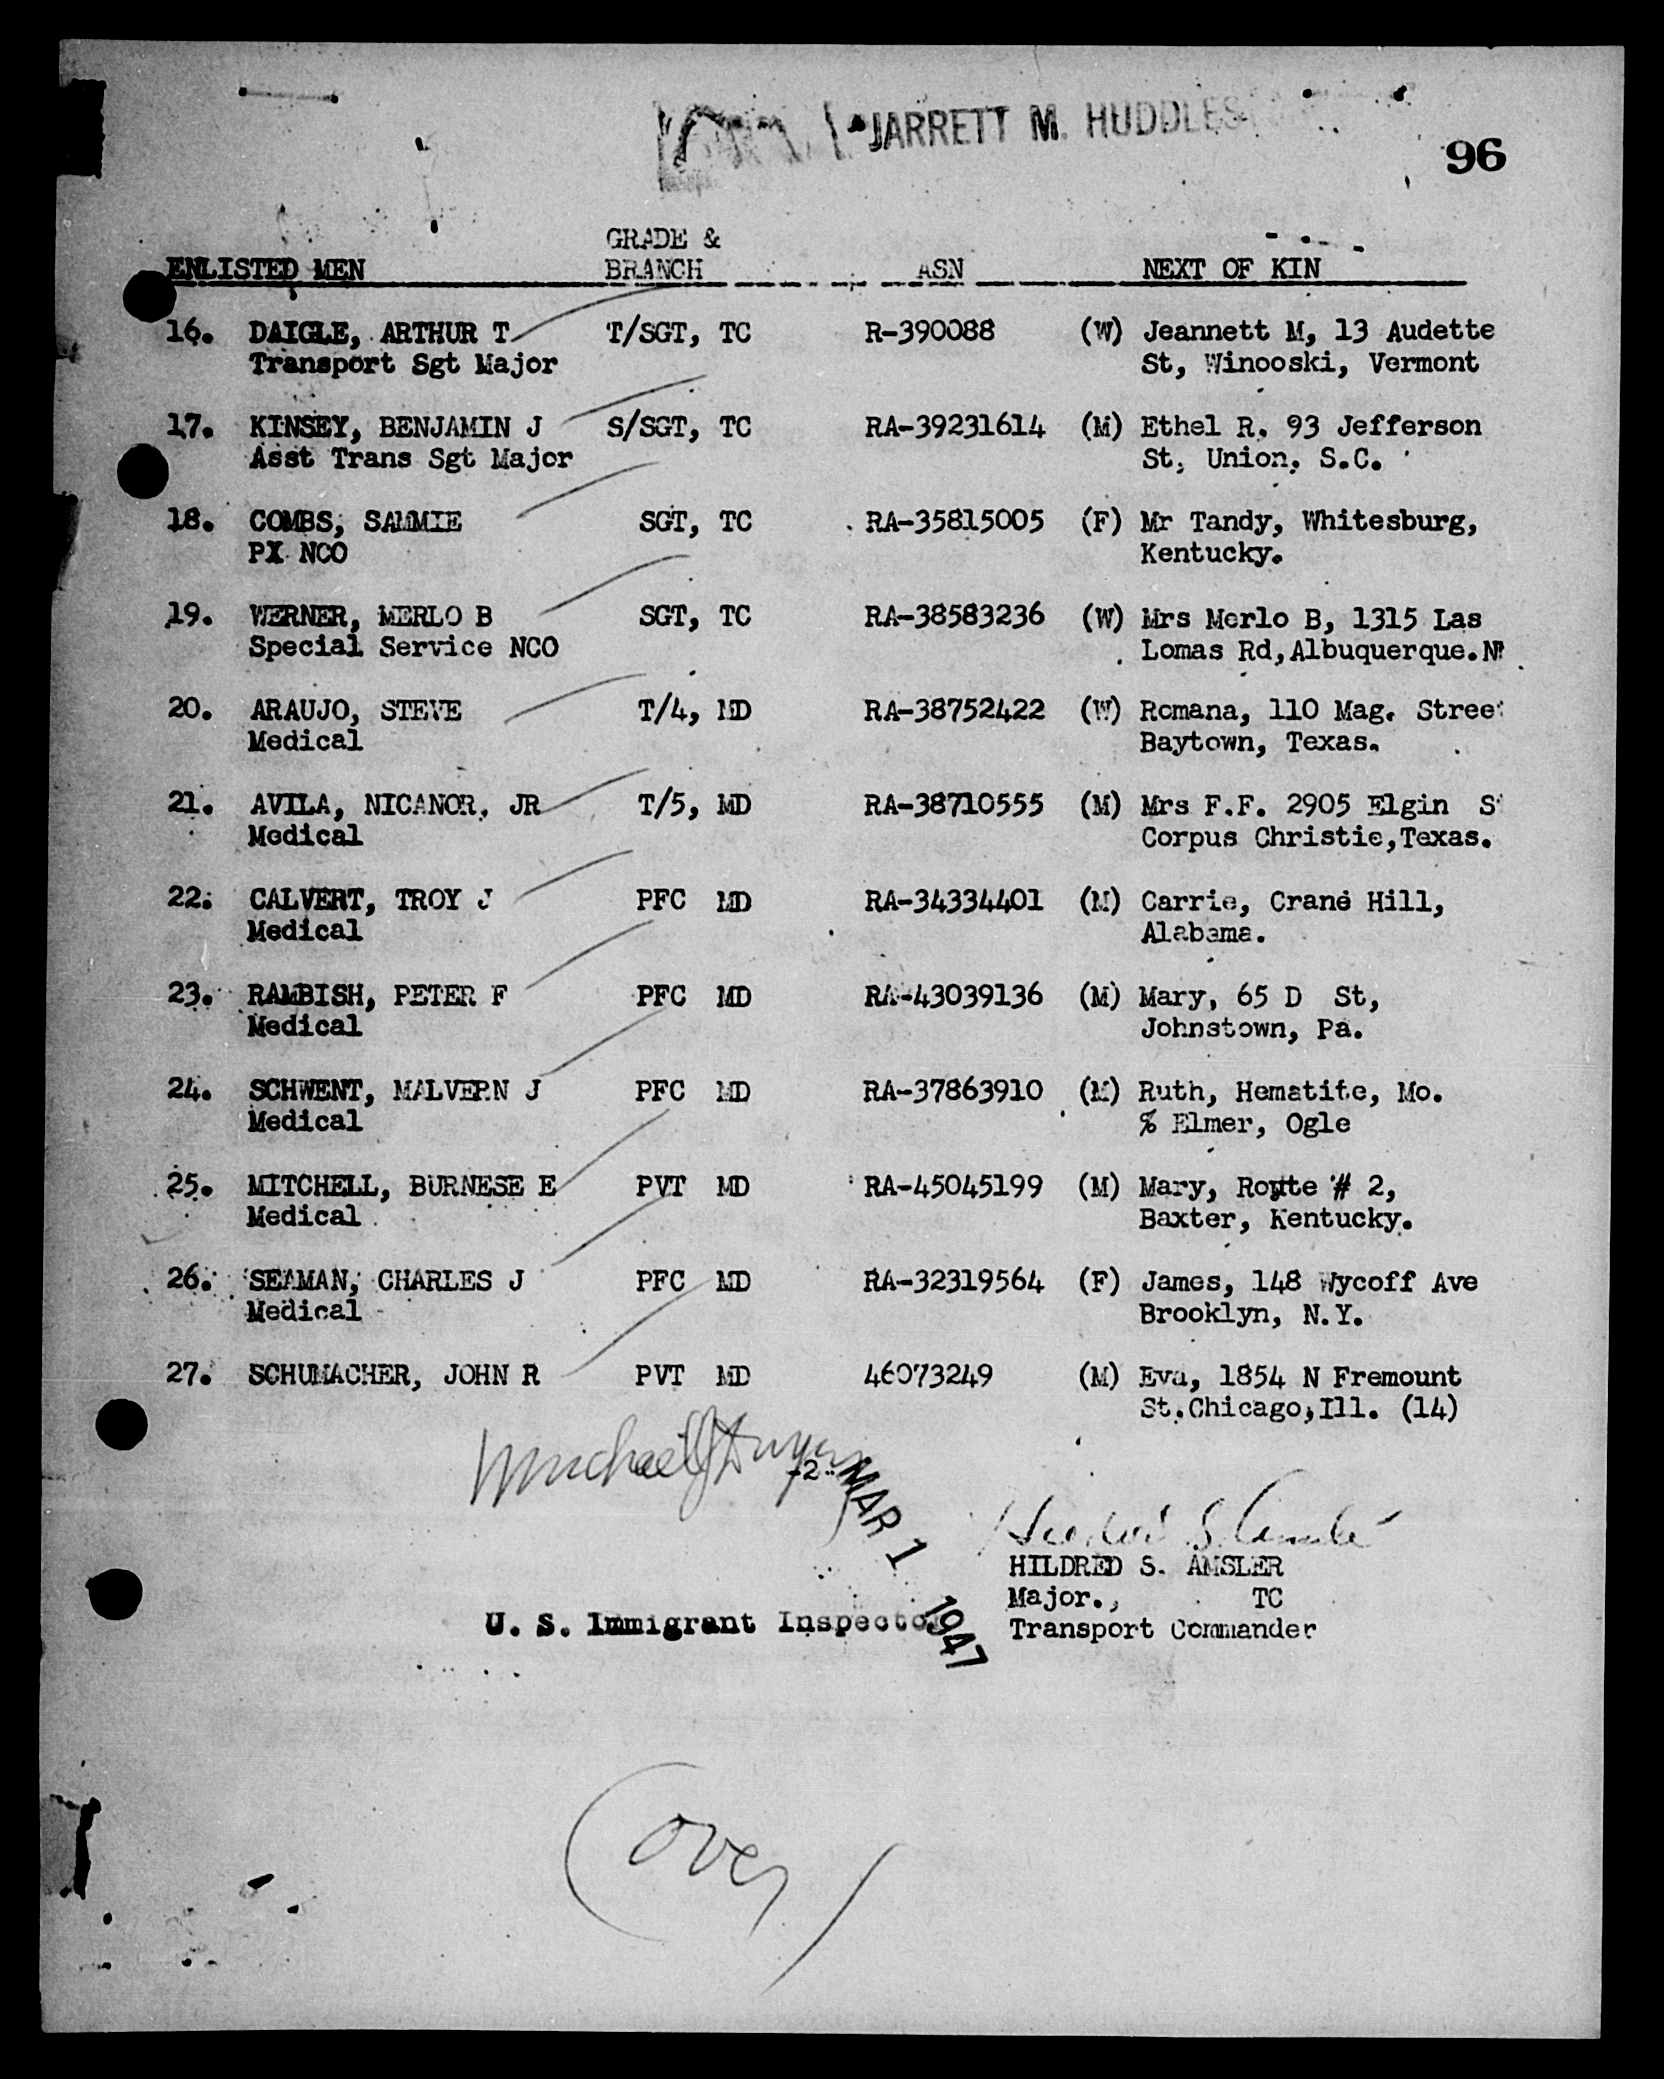 JARRETT M. HUDDLES
96
GRADE &
ENLISTED MEN BRANCH ASN NEXT OF KIN
16. DAIGLE, ARTHUR T T/SGT, TC R-390088 (W) Jeannett M, 13 Audette
Transport Sgt Major St, Winooski, Vermont
17. KINSEY, BENJAMIN J S/SGT, TC RA-39231614 (M) Ethel R, 93 Jefferson
Asst Trans Sgt Major St, Union, S.C.
18. COMBS, SAMMIE SGT, TC RA-35815005 (F) Mr Tandy, Whitesburg,
PX NCO Kentucky.
19. WERNER, MERLO B SGT, TC RA-38583236 (W) Mrs Merlo B, 1315 Las
Special Service NCO Lomas Rd, Albuquerque. NM
20. ARAUJO, STEVE T/4, MD RA-38752422 (W) Romana, 110 Mag. Street
Medical Baytown, Texas.
21. AVILA, NICANOR, JR T/5, MD RA-38710555 (M) Mrs F.F. 2905 Elgin S
Medical Corpus Christie, Texas.
22. CALVERT, TROY J PFC MD RA-34334401 (M) Carrie, Crane Hill,
Medical Alabama.
23. RAMBISH, PETER F PFC MD RA-43039136 (M) Mary, 65 D St,
Medical Johnstown, Pa.
24. SCHWENT, MALVERN J PFC MD RA-37863910 (M) Ruth, Hematite, Mo.
Medical % Elmer, Ogle
25. MITCHELL, BURNESE E PVT MD RA-45045199 (M) Mary, Route # 2,
Medical Baxter, Kentucky.
26. SEAMAN, CHARLES J PFC MD RA-32319564 (F) James, 148 Wycoff Ave
Medical Brooklyn, N.Y.
27. SCHUMACHER, JOHN R PVT MD 46073249 (M) Eva, 1854 N Fremount
St. Chicago, Ill. (14)
Michael J Dwyer
-2-
MAR 1 1947
HILDRED S. AMSLER
Major., TC
U. S. Immigrant Inspector Transport Commander
(over)